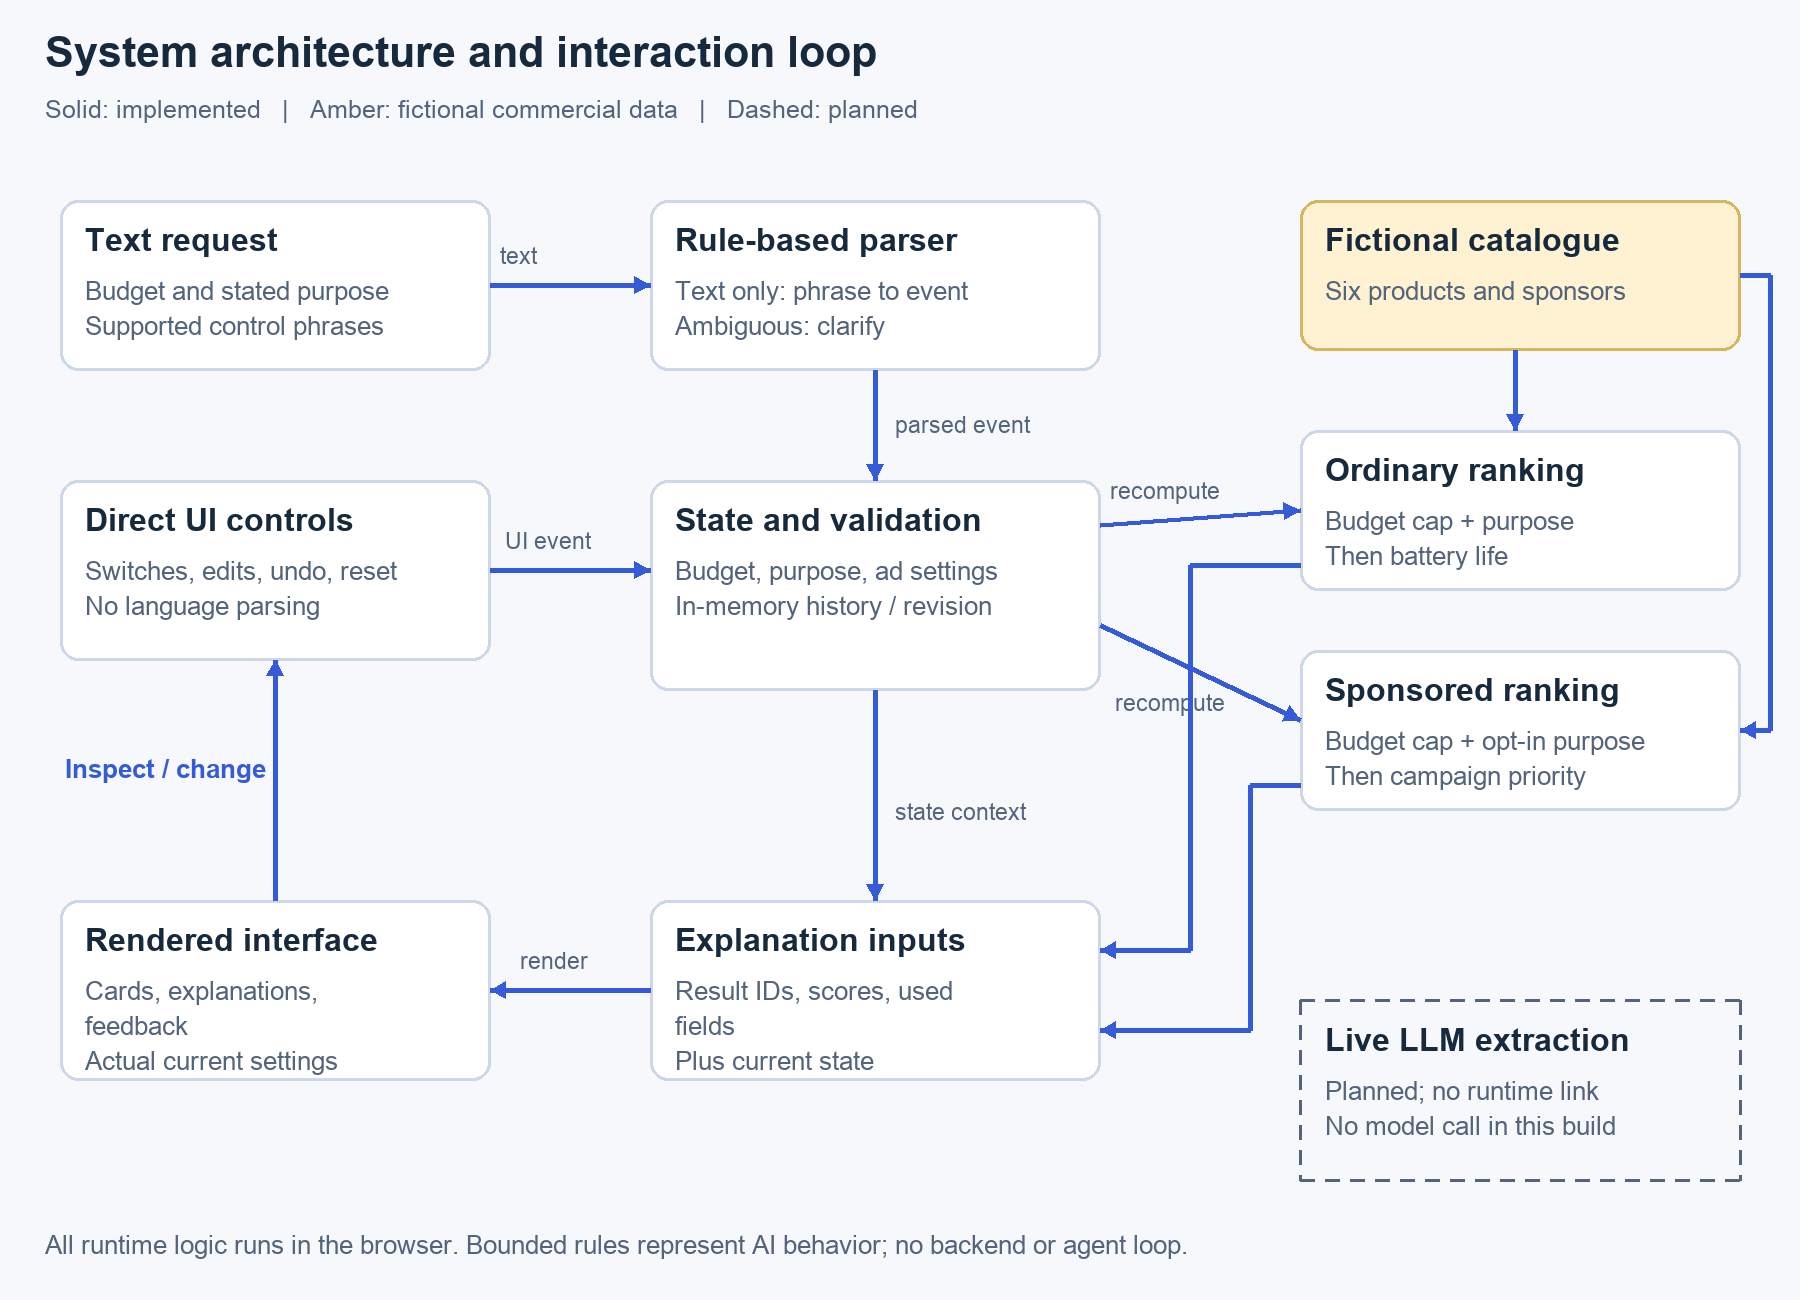 System architecture and interaction loop
Solid: implemented | Amber: fictional commercial data | Dashed: planned
Text request
Budget and stated purpose
Supported control phrases
text
Rule-based parser
Text only: phrase to event
Ambiguous: clarify
Fictional catalogue
Six products and sponsors
parsed event
Direct UI controls
Switches, edits, undo, reset
No language parsing
UI event
State and validation
Budget, purpose, ad settings
In-memory history / revision
recompute
Ordinary ranking
Budget cap + purpose
Then battery life
recompute
Sponsored ranking
Budget cap + opt-in purpose
Then campaign priority
Inspect / change
state context
Rendered interface
Cards, explanations,
feedback
Actual current settings
render
Explanation inputs
Result IDs, scores, used
fields
Plus current state
Live LLM extraction
Planned; no runtime link
No model call in this build
All runtime logic runs in the browser. Bounded rules represent AI behavior; no backend or agent loop.